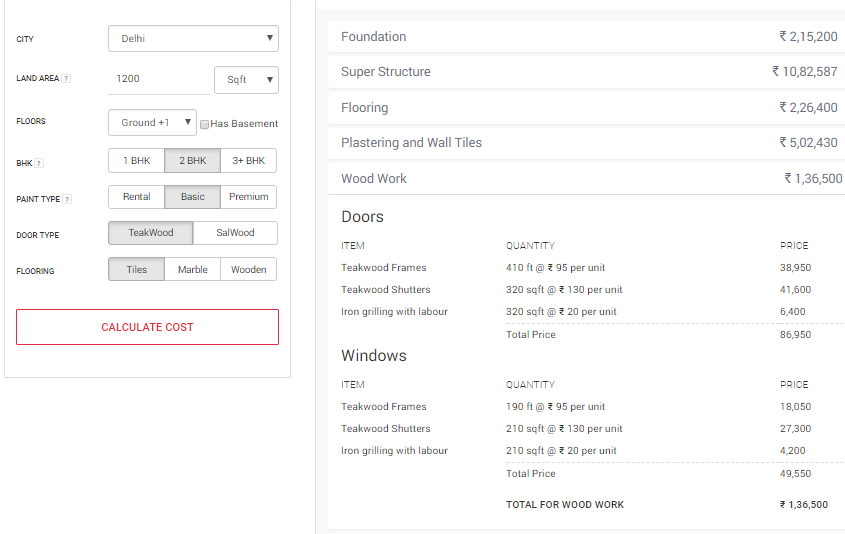 CITY Delhi
LAND AREA ? 1200 Sqft
FLOORS Ground +1 Has Basement
BHK ? 1 BHK 2 BHK 3+ BHK
PAINT TYPE ? Rental Basic Premium
DOOR TYPE TeakWood SalWood
FLOORING Tiles Marble Wooden
CALCULATE COST
Foundation ₹ 2,15,200
Super Structure ₹ 10,82,587
Flooring ₹ 2,26,400
Plastering and Wall Tiles ₹ 5,02,430
Wood Work ₹ 1,36,500
Doors
ITEM QUANTITY PRICE
Teakwood Frames 410 ft @ ₹ 95 per unit 38,950
Teakwood Shutters 320 sqft @ ₹ 130 per unit 41,600
Iron grilling with labour 320 sqft @ ₹ 20 per unit 6,400
Total Price 86,950
Windows
ITEM QUANTITY PRICE
Teakwood Frames 190 ft @ ₹ 95 per unit 18,050
Teakwood Shutters 210 sqft @ ₹ 130 per unit 27,300
Iron grilling with labour 210 sqft @ ₹ 20 per unit 4,200
Total Price 49,550
TOTAL FOR WOOD WORK ₹ 1,36,500